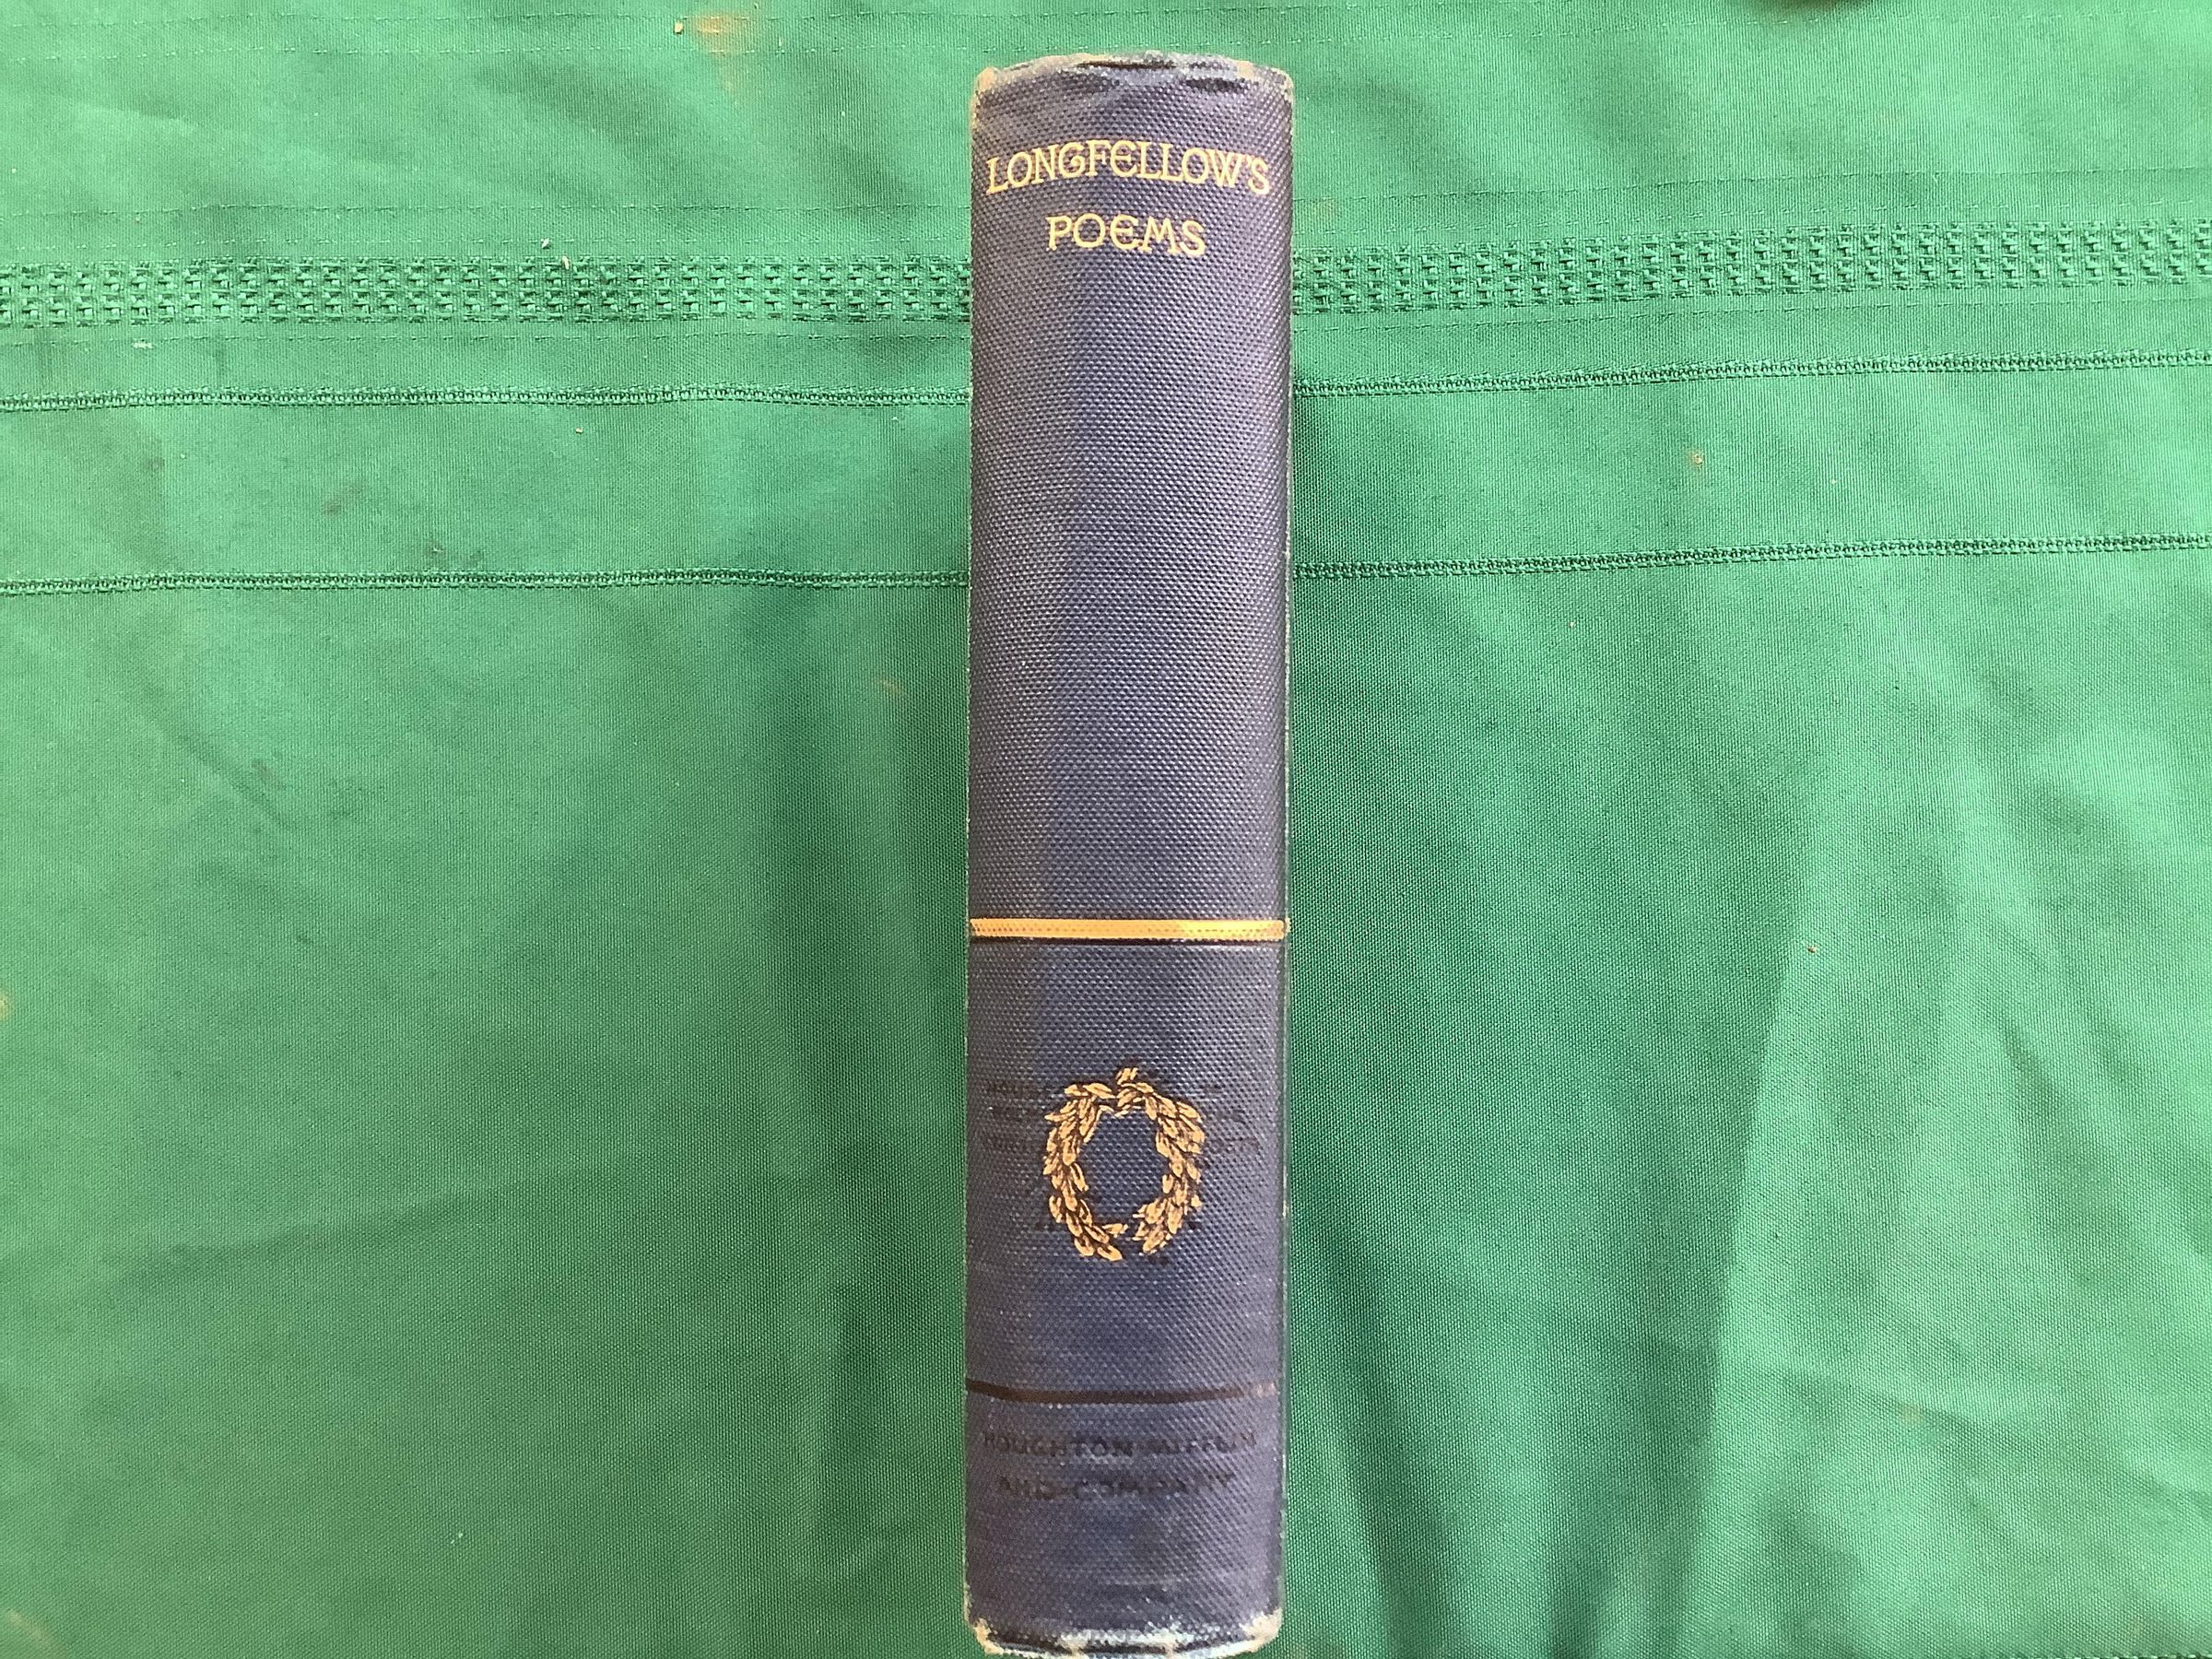 LONGFELLOW'S
POEMS
HOUGHTON MIFFLIN
AND COMPANY